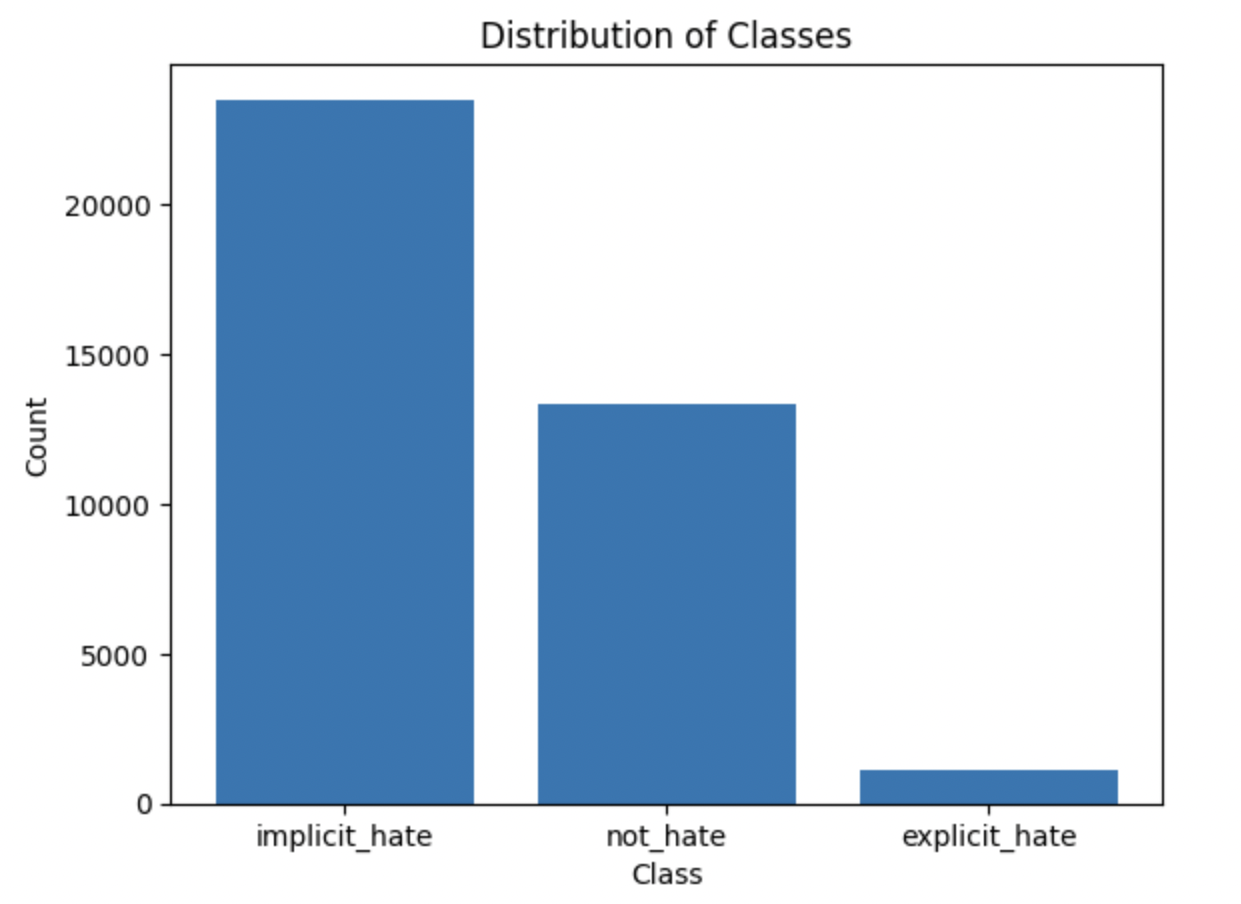 Distribution of Classes
Count
20000
15000
10000
5000
0
implicit_hate
not_hate
explicit_hate
Class